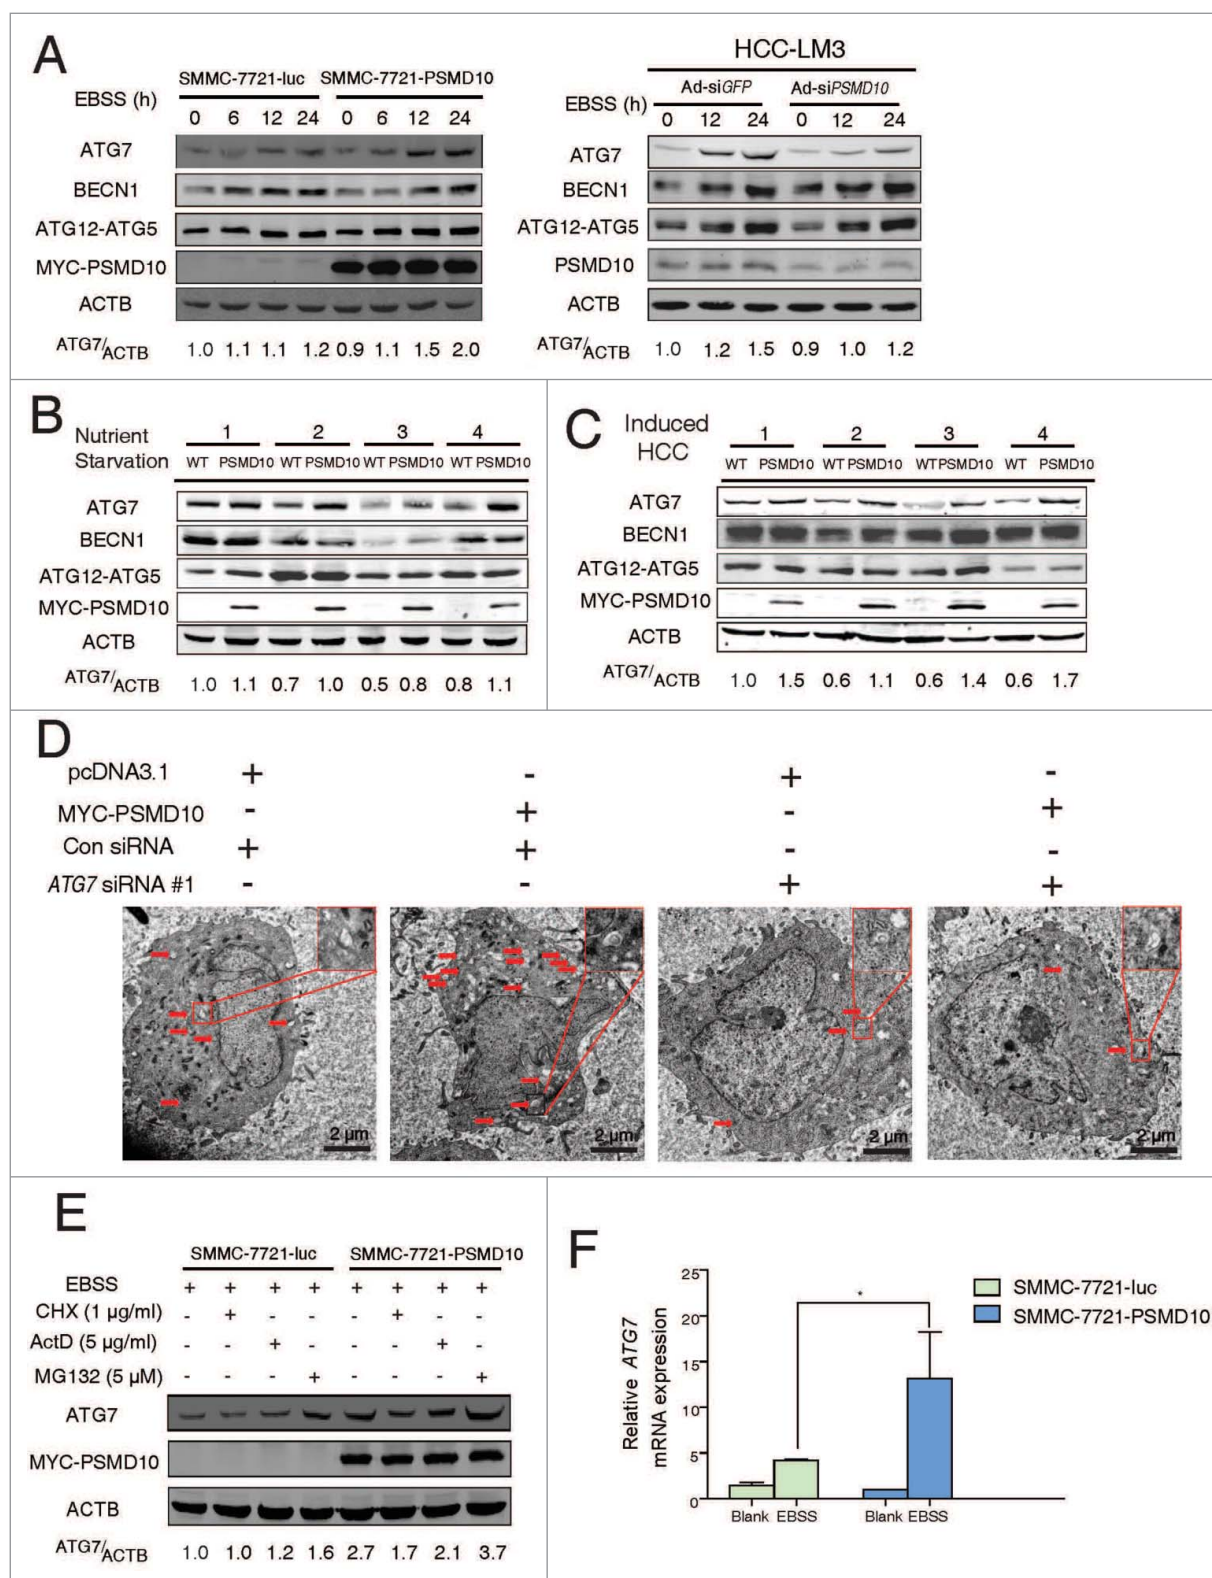 A
SMMC-7721-luc SMMC-7721-PSMD10
EBSS (h) 0 6 12 24 0 6 12 24
ATG7
BECN1
ATG12-ATG5
MYC-PSMD10
ACTB
ATG7/ACTB 1.0 1.1 1.1 1.2 0.9 1.1 1.5 2.0
HCC-LM3
Ad-siGFP Ad-siPSMD10
EBSS (h) 0 12 24 0 12 24
ATG7
BECN1
ATG12-ATG5
PSMD10
ACTB
ATG7/ACTB 1.0 1.2 1.5 0.9 1.0 1.2
B
Nutrient Starvation
1 2 3 4
WT PSMD10 WT PSMD10 WT PSMD10 WT PSMD10
ATG7
BECN1
ATG12-ATG5
MYC-PSMD10
ACTB
ATG7/ACTB 1.0 1.1 0.7 1.0 0.5 0.8 0.8 1.1
C
Induced HCC
1 2 3 4
WT PSMD10 WT PSMD10 WT PSMD10 WT PSMD10
ATG7
BECN1
ATG12-ATG5
MYC-PSMD10
ACTB
ATG7/ACTB 1.0 1.5 0.6 1.1 0.6 1.4 0.6 1.7
D
pcDNA3.1 + - + -
MYC-PSMD10 - + - +
Con siRNA + + - -
ATG7 siRNA #1 - - + +
2 µm 2 µm 2 µm 2 µm
E
SMMC-7721-luc SMMC-7721-PSMD10
EBSS + + + + + + + +
CHX (1 µg/ml) - + - - - + - -
ActD (5 µg/ml) - - + - - - + -
MG132 (5 µM) - - - + - - - +
ATG7
MYC-PSMD10
ACTB
ATG7/ACTB 1.0 1.0 1.2 1.6 2.7 1.7 2.1 3.7
F
SMMC-7721-luc
SMMC-7721-PSMD10
Relative ATG7
mRNA expression
25
20
15
10
5
0
*
Blank EBSS Blank EBSS